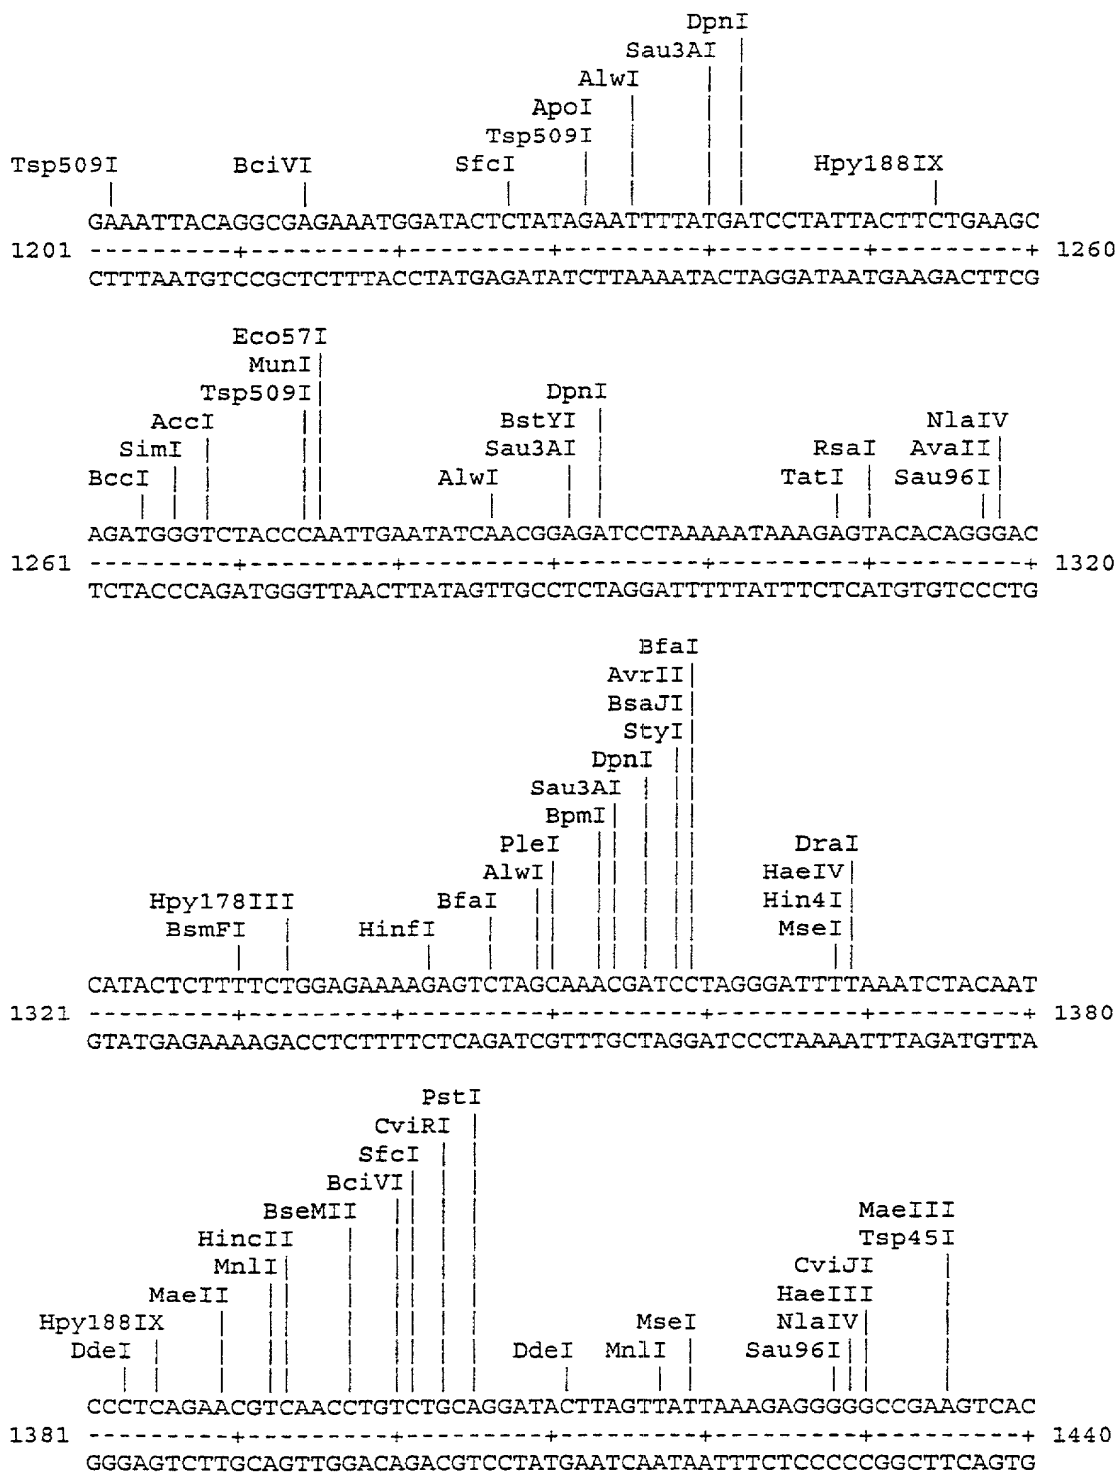 DpnI
Sau3AI
AlwI
ApoI
Tsp509I
Tsp509I BciVI SfcI Hpy188IX
GAAATTACAGGCGAGAAATGGATACTCTATAGAATTTTATGATCCTATTACTTCTGAAGC
1201 ---------+---------+---------+---------+---------+---------+ 1260
CTTTAATGTCCGCTCTTTACCTATGAGATATCTTAAAATACTAGGATAATGAAGACTTCG
Eco57I
MunI
Tsp509I DpnI
AccI BstYI NlaIV
SimI Sau3AI RsaI AvaII
BccI AlwI TatI Sau96I
AGATGGGTCTACCCAATTGAATATCAACGGAGATCCTAAAAATAAAGAGTACACAGGGAC
1261 ---------+---------+---------+---------+---------+---------+ 1320
TCTACCCAGATGGGTTAACTTATAGTTGCCTCTAGGATTTTTATTTCTCATGTGTCCCTG
BfaI
AvrII
BsaJI
StyI
DpnI
Sau3AI
BpmI
PleI DraI
AlwI HaeIV
Hpy178III BfaI Hin4I
BsmFI HinfI MseI
CATACTCTTTTCTGGAGAAAAGAGTCTAGCAAACGATCCTAGGGATTTTAAATCTACAAT
1321 ---------+---------+---------+---------+---------+---------+ 1380
GTATGAGAAAAGACCTCTTTTCTCAGATCGTTTGCTAGGATCCCTAAAATTTAGATGTTA
PstI
CviRI
SfcI
BciVI
BseMII MaeIII
HincII Tsp45I
MnlI CviJI
MaeII HaeIII
Hpy188IX MseI NlaIV
DdeI DdeI MnlI Sau96I
CCCTCAGAACGTCAACCTGTCTGCAGGATACTTAGTTATTAAAGAGGGGGCCGAAGTCAC
1381 ---------+---------+---------+---------+---------+---------+ 1440
GGGAGTCTTGCAGTTGGACAGACGTCCTATGAATCAATAATTTCTCCCCCGGCTTCAGTG